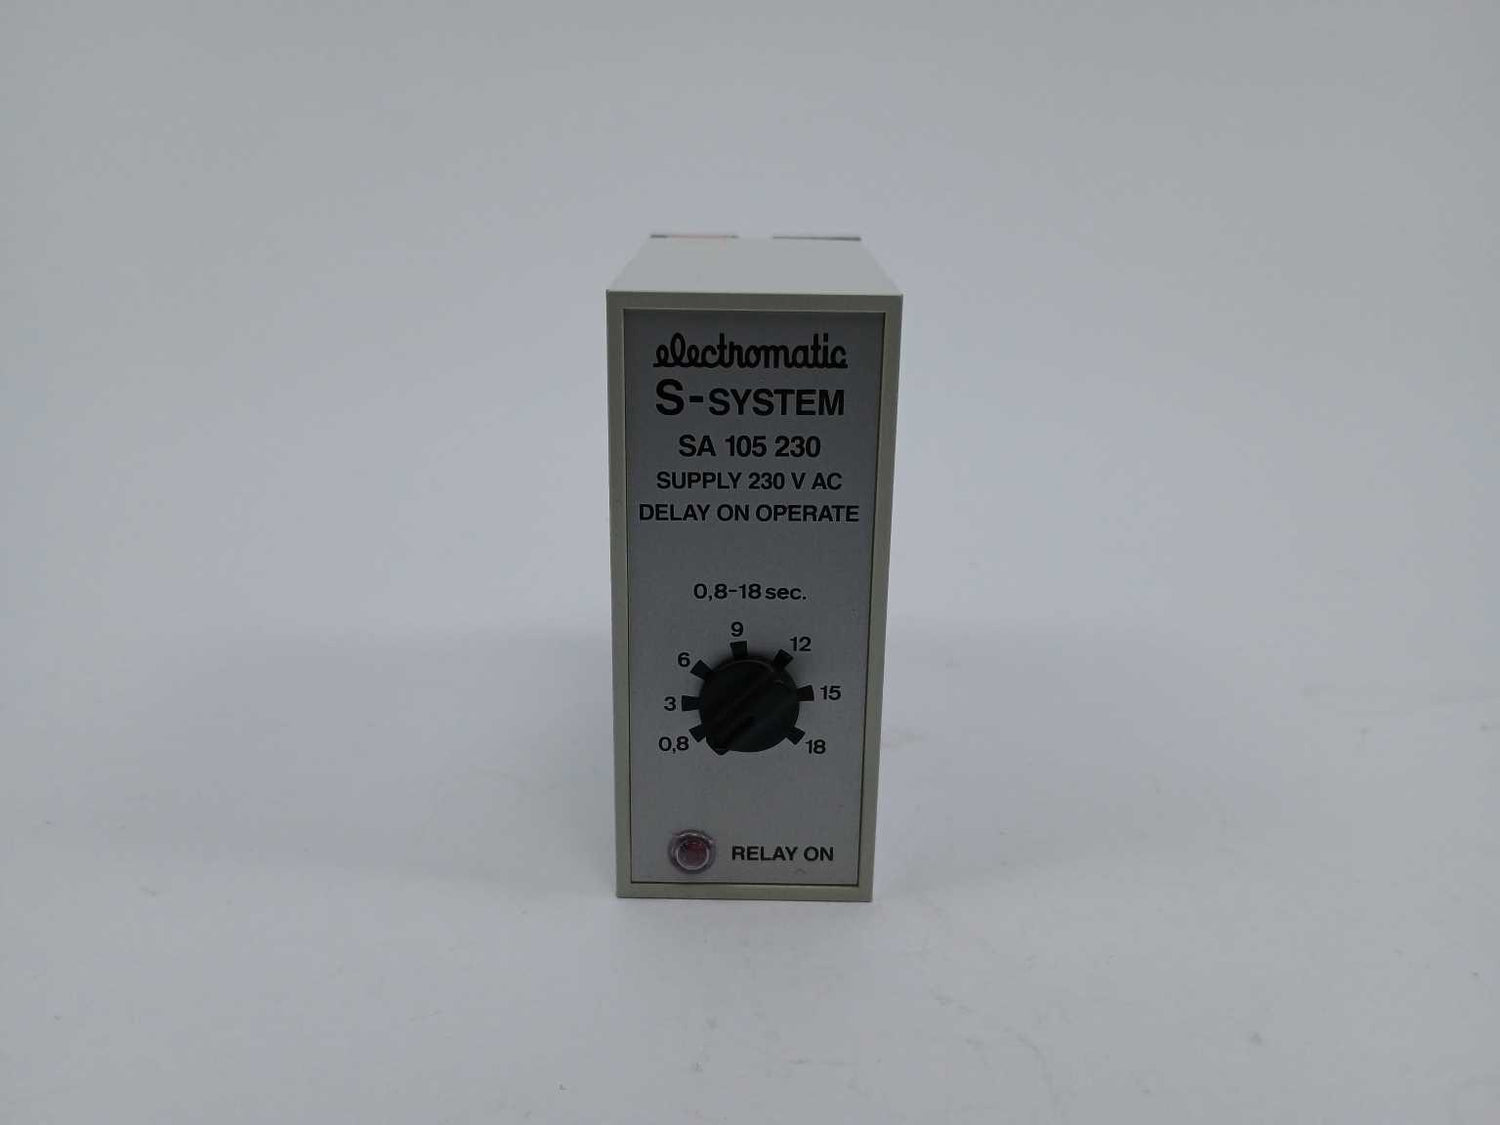 electromatic
S-SYSTEM
SA 105 230
SUPPLY 230 V AC
DELAY ON OPERATE
0,8-18 sec.
9
12
6
15
3
0,8
18
RELAY ON